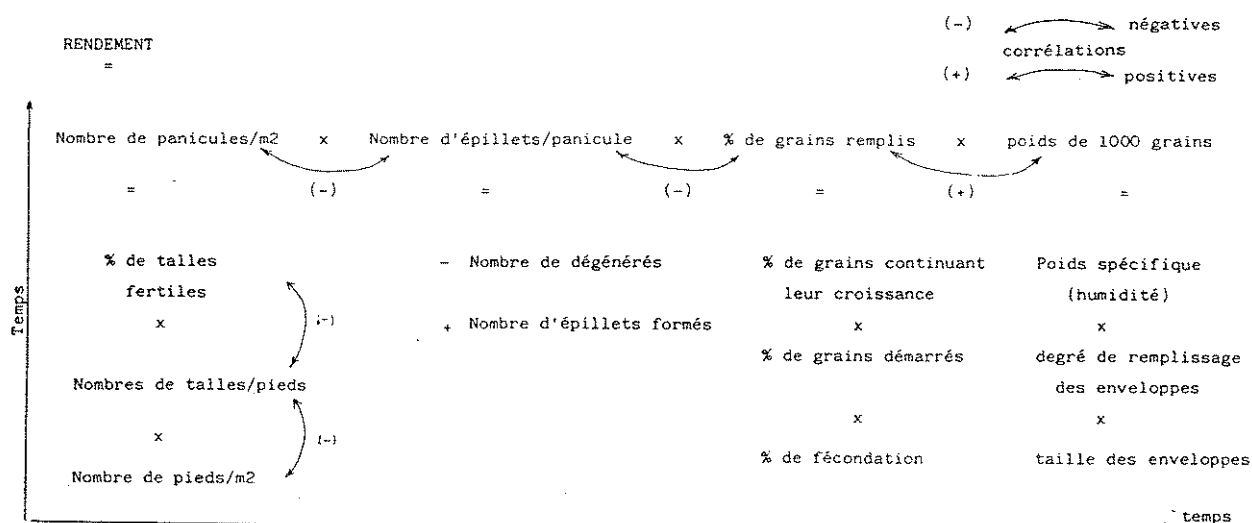 (-) négatives
RENDEMENT
corrélations
=
(+) positives
Nombre de panicules/m2 x Nombre d'épillets/panicule x % de grains remplis x poids de 1000 grains
= (-) = (-) = (+) =
% de talles - Nombre de dégénérés % de grains continuant Poids spécifique
fertiles leur croissance (humidité)
x (-) + Nombre d'épillets formés x x
% de grains démarrés degré de remplissage
Nombres de talles/pieds des enveloppes
x x
x (-)
% de fécondation taille des enveloppes
Nombre de pieds/m2
Temps
temps